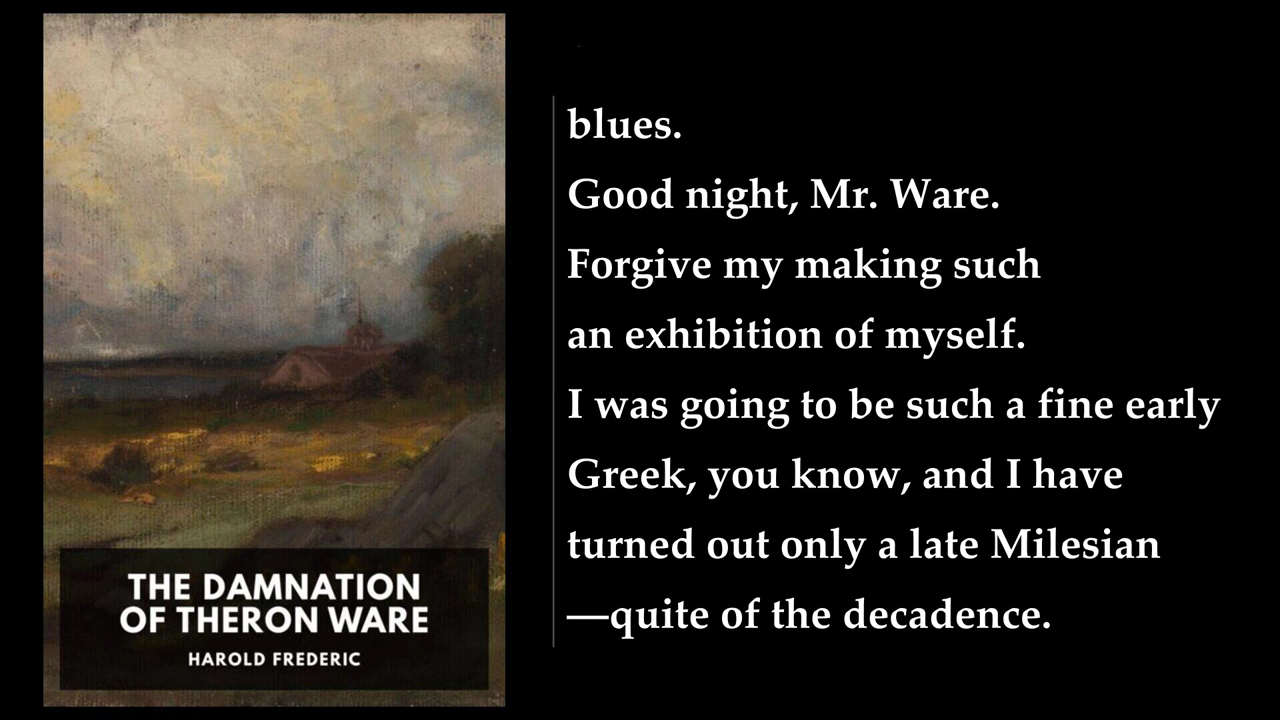 THE DAMNATION
OF THERON WARE
HAROLD FREDERIC
blues.
Good night, Mr. Ware.
Forgive my making such
an exhibition of myself.
I was going to be such a fine early
Greek, you know, and I have
turned out only a late Milesian
—quite of the decadence.